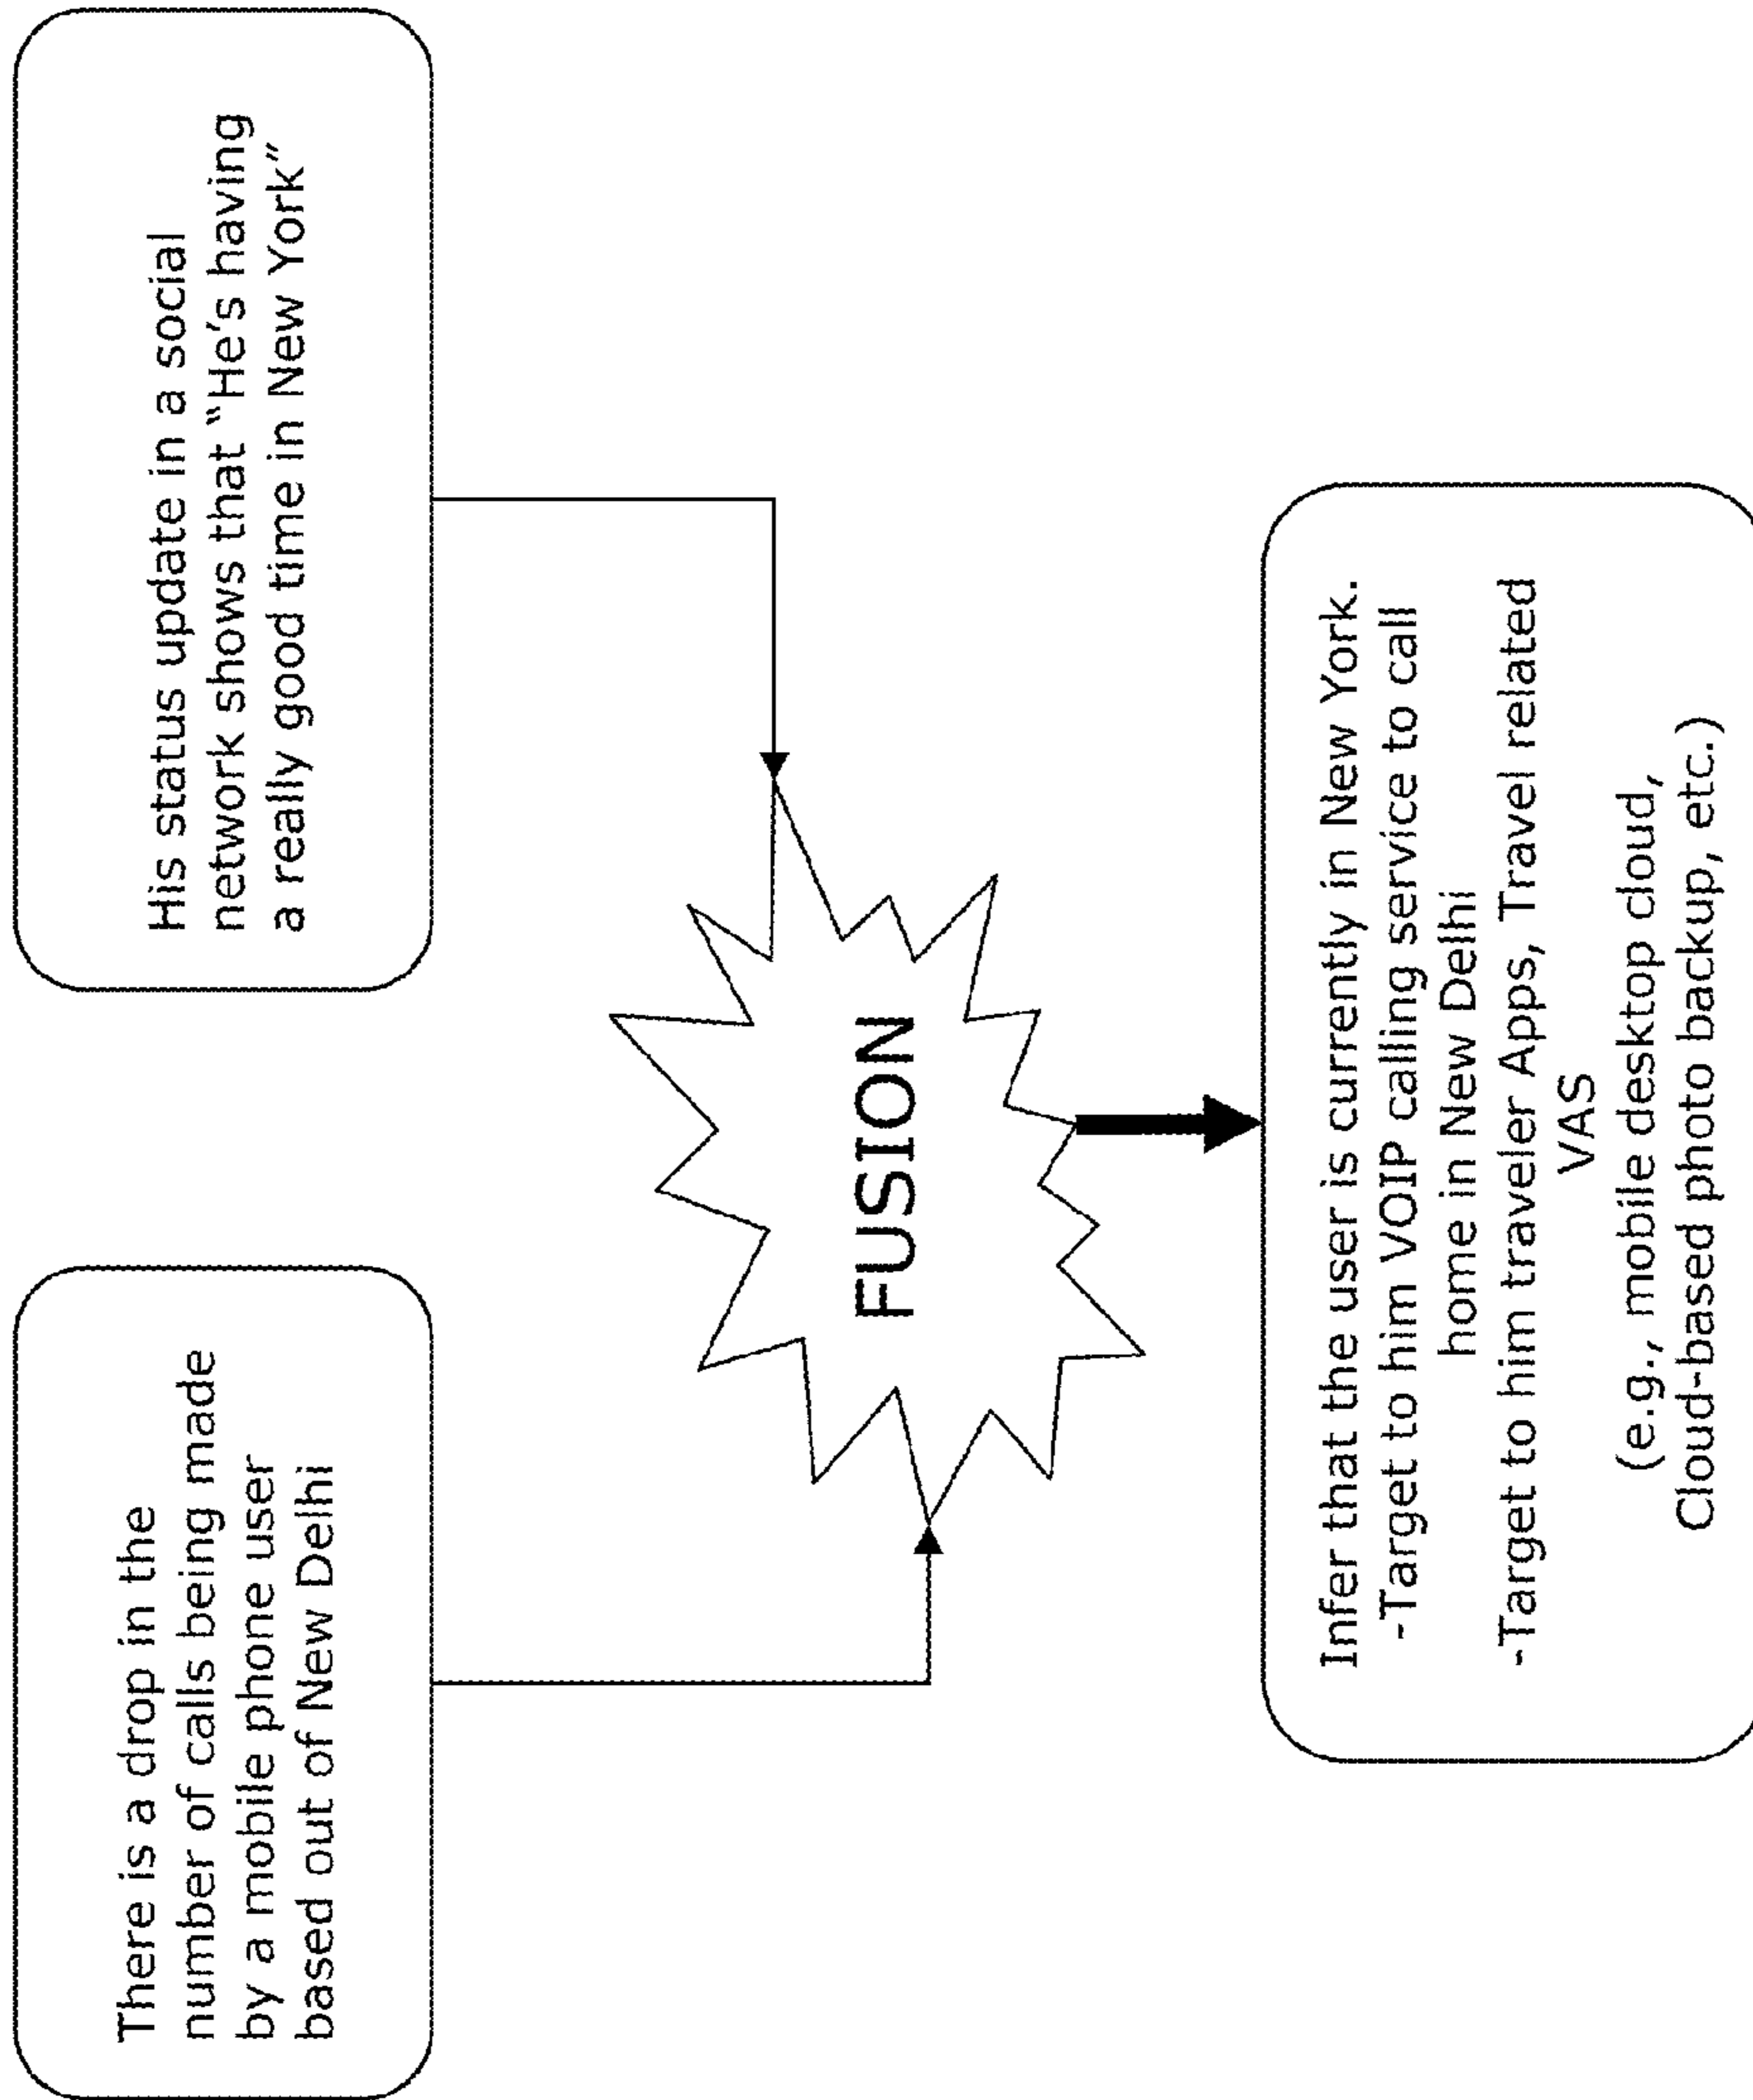 There is a drop in the
number of calls being made
by a mobile phone user
based out of New Delhi
His status update in a social
network shows that “He’s having
a really good time in New York”
FUSION
Infer that the user is currently in New York.
-Target to him VOIP calling service to call
home in New Delhi
-Target to him traveler Apps, Travel related
VAS
(e.g., mobile desktop cloud,
Cloud-based photo backup, etc.)